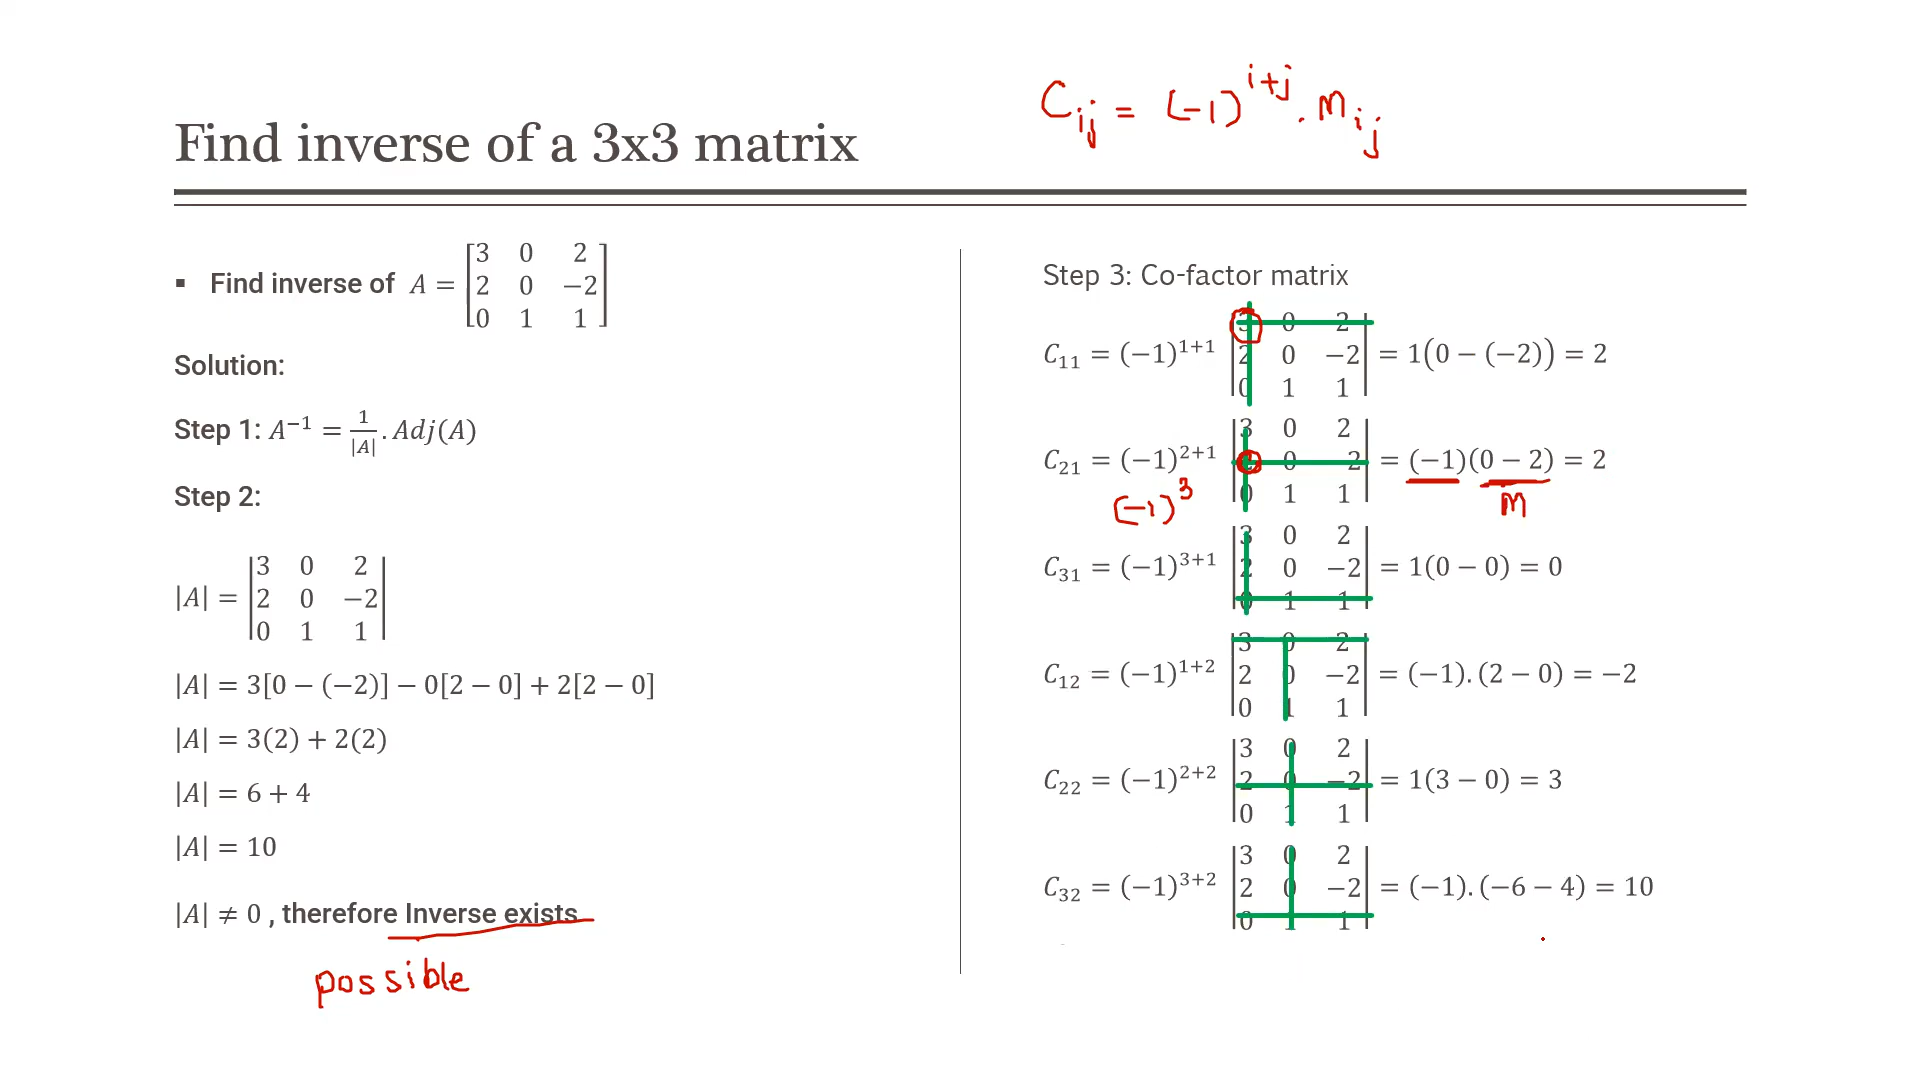 C_ij = (-1)^(i+j) . M_ij
Find inverse of a 3x3 matrix
▪ Find inverse of A = [3 0 2
2 0 −2
0 1 1]
Solution:
Step 1: A⁻¹ = 1/|A| . Adj(A)
Step 2:
|A| = |3 0 2|
|2 0 −2|
|0 1 1|
|A| = 3[0 − (−2)] − 0[2 − 0] + 2[2 − 0]
|A| = 3(2) + 2(2)
|A| = 6 + 4
|A| = 10
|A| ≠ 0 , therefore Inverse exists
possible
Step 3: Co-factor matrix
C₁₁ = (−1)¹⁺¹ |3 0 2
2 0 −2
0 1 1| = 1(0 − (−2)) = 2
C₂₁ = (−1)²⁺¹ |3 0 2
2 0 −2
0 1 1| = (−1)(0 − 2) = 2
(-1)³ M
C₃₁ = (−1)³⁺¹ |3 0 2
2 0 −2
0 1 1| = 1(0 − 0) = 0
C₁₂ = (−1)¹⁺² |3 0 2
2 0 −2
0 1 1| = (−1). (2 − 0) = −2
C₂₂ = (−1)²⁺² |3 0 2
2 0 −2
0 1 1| = 1(3 − 0) = 3
C₃₂ = (−1)³⁺² |3 0 2
2 0 −2
0 1 1| = (−1). (−6 − 4) = 10